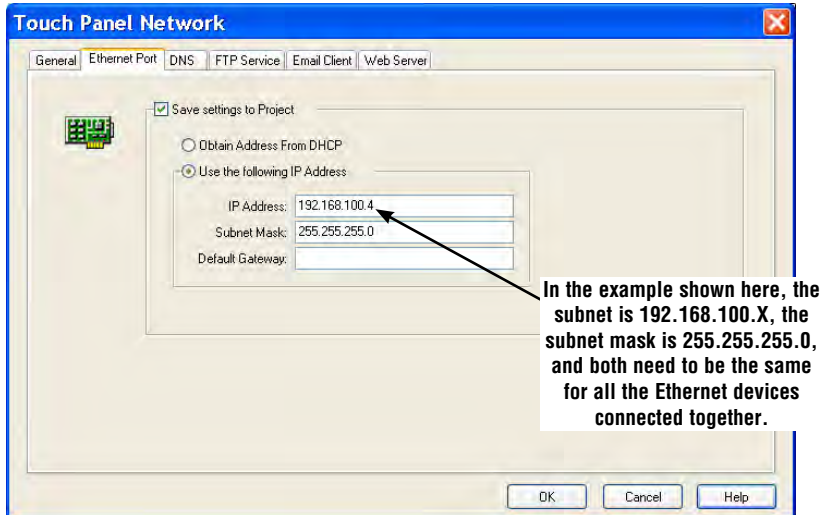 Touch Panel Network
General Ethernet Port DNS FTP Service Email Client Web Server
Save settings to Project
Obtain Address From DHCP
Use the following IP Address
IP Address: 192.168.100.4
Subnet Mask: 255.255.255.0
Default Gateway:
In the example shown here, the
subnet is 192.168.100.X, the
subnet mask is 255.255.255.0,
and both need to be the same
for all the Ethernet devices
connected together.
OK Cancel Help